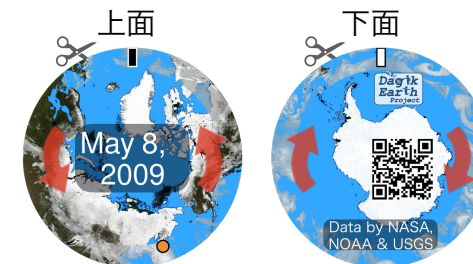 上面
May 8,
2009
下面
Dagik
Earth
Project
Data by NASA,
NOAA & USGS